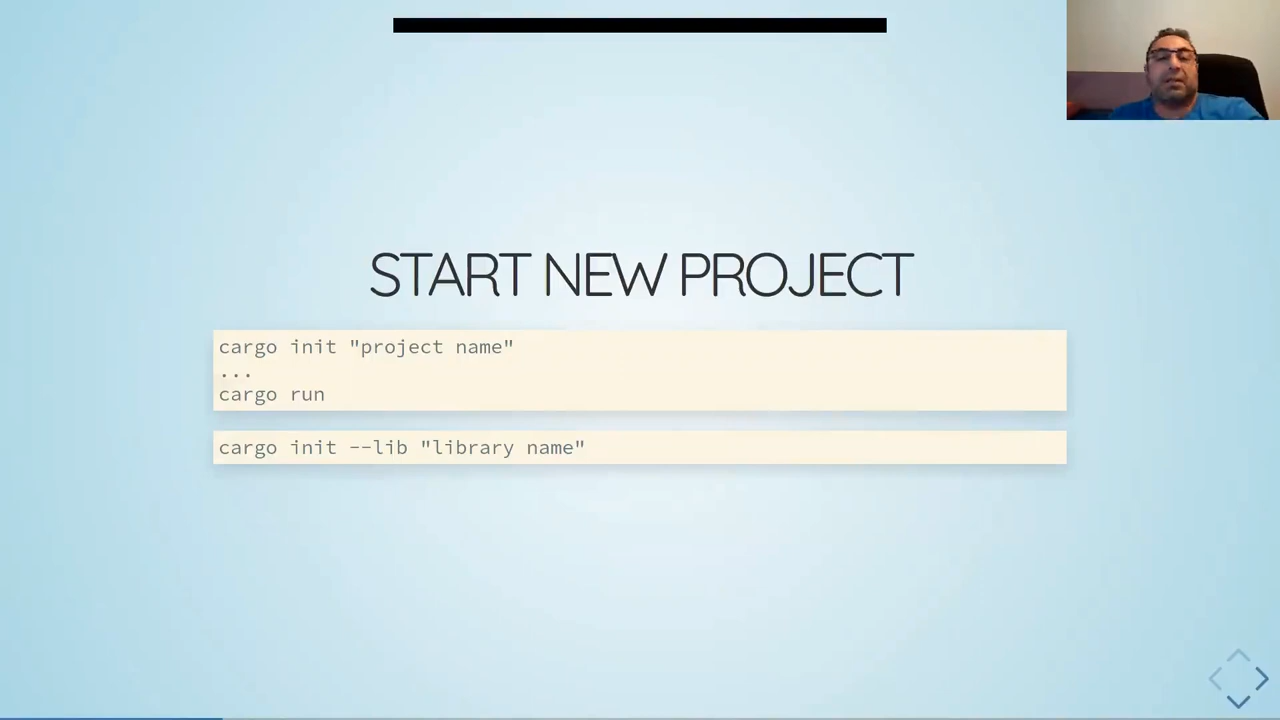 START NEW PROJECT
cargo init "project name"
...
cargo run
cargo init --lib "library name"